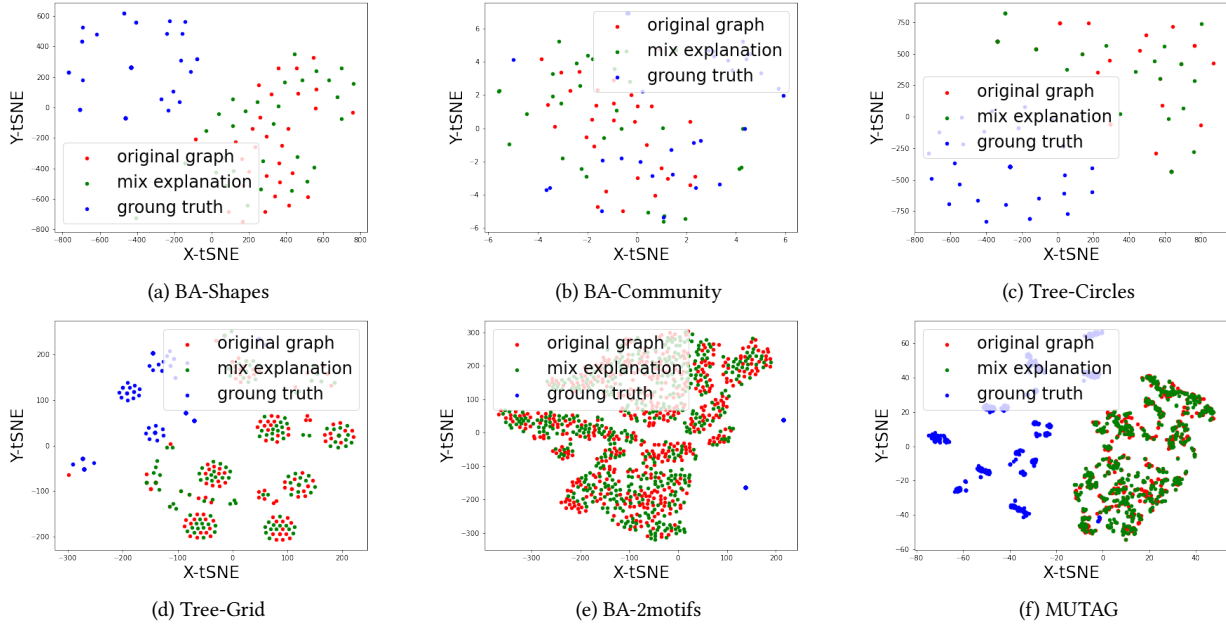 600
400
200
0
−200
−400
−600
−800
Y-tSNE
original graph
mix explanation
groung truth
−800 −600 −400 −200 0 200 400 600 800
X-tSNE
(a) BA-Shapes
6
4
2
0
−2
−4
−6
Y-tSNE
original graph
mix explanation
groung truth
−6 −4 −2 0 2 4 6
X-tSNE
(b) BA-Community
750
500
250
0
−250
−500
−750
Y-tSNE
original graph
mix explanation
groung truth
−800 −600 −400 −200 0 200 400 600 800
X-tSNE
(c) Tree-Circles
200
100
0
−100
−200
Y-tSNE
original graph
mix explanation
groung truth
−300 −200 −100 0 100 200
X-tSNE
(d) Tree-Grid
300
200
100
0
−100
−200
−300
Y-tSNE
original graph
mix explanation
groung truth
−300 −200 −100 0 100 200
X-tSNE
(e) BA-2motifs
60
40
20
0
−20
−40
−60
Y-tSNE
original graph
mix explanation
groung truth
−80 −60 −40 −20 0 20 40
X-tSNE
(f) MUTAG